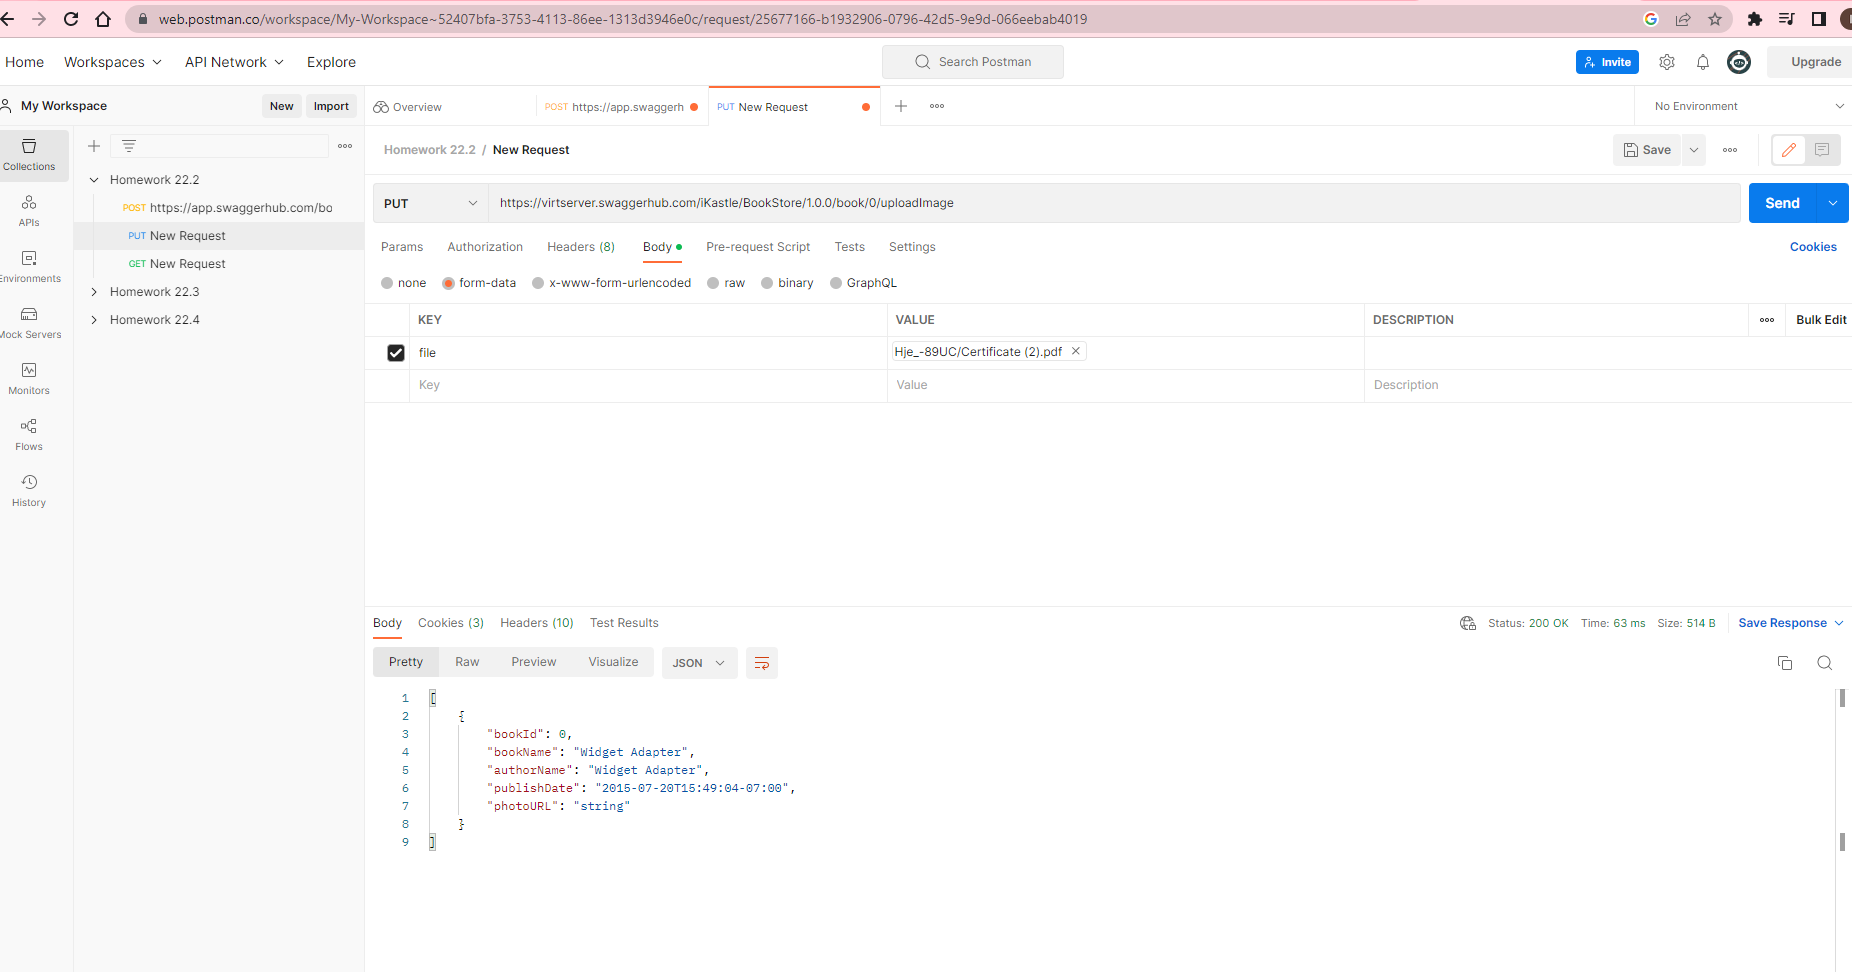 web.postman.co/workspace/My-Workspace~52407bfa-3753-4113-86ee-1313d3946e0c/request/25677166-b1932906-0796-42d5-9e9d-066eebab4019
Home Workspaces API Network Explore Search Postman Invite Upgrade
My Workspace New Import Overview POST https://app.swaggerh PUT New Request No Environment
Homework 22.2 / New Request Save
Collections
APIs
Environments
Mock Servers
Monitors
Flows
History
Homework 22.2
POST https://app.swaggerhub.com/bo
PUT New Request
GET New Request
Homework 22.3
Homework 22.4
PUT https://virtserver.swaggerhub.com/iKastle/BookStore/1.0.0/book/0/uploadImage Send
Params Authorization Headers (8) Body Pre-request Script Tests Settings Cookies
none form-data x-www-form-urlencoded raw binary GraphQL
KEY VALUE DESCRIPTION Bulk Edit
file Hje_-89UC/Certificate (2).pdf
Key Value Description
Body Cookies (3) Headers (10) Test Results Status: 200 OK Time: 63 ms Size: 514 B Save Response
Pretty Raw Preview Visualize JSON
1 [
2 {
3 "bookId": 0,
4 "bookName": "Widget Adapter",
5 "authorName": "Widget Adapter",
6 "publishDate": "2015-07-20T15:49:04-07:00",
7 "photoURL": "string"
8 }
9 ]